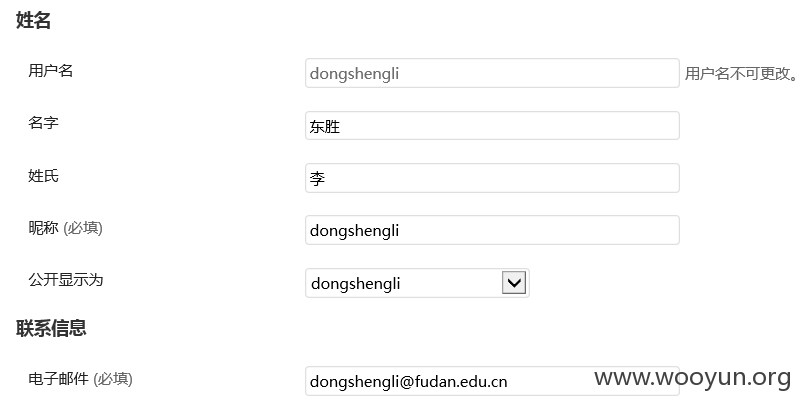 姓名
用户名 dongshengli 用户名不可更改。
名字 东胜
姓氏 李
昵称 (必填) dongshengli
公开显示为 dongshengli
联系信息
电子邮件 (必填) dongshengli@fudan.edu.cn www.wooyun.org